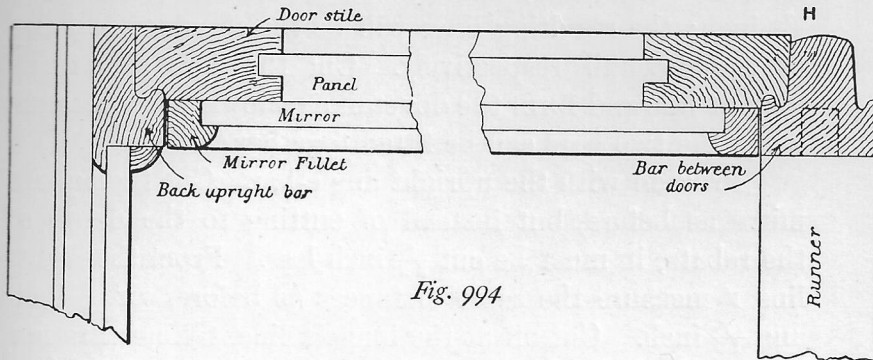 Door stile
H
Panel
Mirror
Mirror Fillet
Back upright bar
Bar between
doors
Runner
Fig. 994